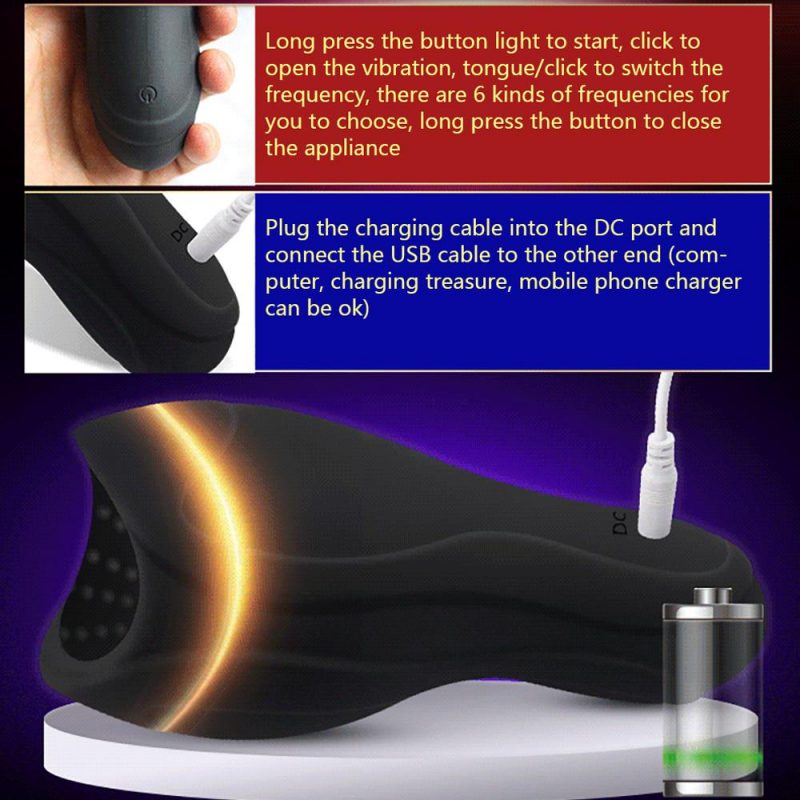 Long press the button light to start, click to
open the vibration, tongue/click to switch the
frequency, there are 6 kinds of frequencies for
you to choose, long press the button to close
the appliance
DC
Plug the charging cable into the DC port and
connect the USB cable to the other end (com-
puter, charging treasure, mobile phone charger
can be ok)
DC